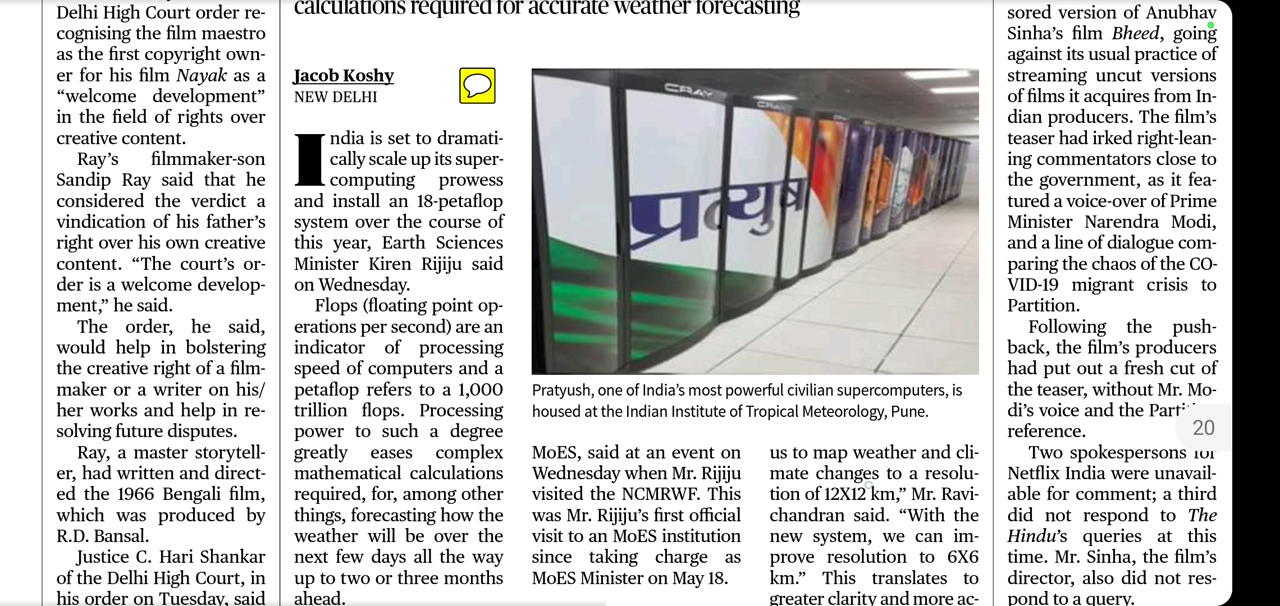 Delhi High Court order re-
cognising the film maestro
as the first copyright own-
er for his film Nayak as a
“welcome development”
in the field of rights over
creative content.
Ray’s filmmaker-son
Sandip Ray said that he
considered the verdict a
vindication of his father’s
right over his own creative
content. “The court’s or-
der is a welcome develop-
ment,” he said.
The order, he said,
would help in bolstering
the creative right of a film-
maker or a writer on his/
her works and help in re-
solving future disputes.
Ray, a master storytell-
er, had written and direct-
ed the 1966 Bengali film,
which was produced by
R.D. Bansal.
Justice C. Hari Shankar
of the Delhi High Court, in
his order on Tuesday, said
calculations required for accurate weather forecasting
Jacob Koshy
NEW DELHI
India is set to dramati-
cally scale up its super-
computing prowess
and install an 18-petaflop
system over the course of
this year, Earth Sciences
Minister Kiren Rijiju said
on Wednesday.
Flops (floating point op-
erations per second) are an
indicator of processing
speed of computers and a
petaflop refers to a 1,000
trillion flops. Processing
power to such a degree
greatly eases complex
mathematical calculations
required, for, among other
things, forecasting how the
weather will be over the
next few days all the way
up to two or three months
ahead.
CRAY
CRAY
प्रत्युष
Pratyush, one of India’s most powerful civilian supercomputers, is
housed at the Indian Institute of Tropical Meteorology, Pune.
MoES, said at an event on
Wednesday when Mr. Rijiju
visited the NCMRWF. This
was Mr. Rijiju’s first official
visit to an MoES institution
since taking charge as
MoES Minister on May 18.
us to map weather and cli-
mate changes to a resolu-
tion of 12X12 km,” Mr. Ravi-
chandran said. “With the
new system, we can im-
prove resolution to 6X6
km.” This translates to
greater clarity and more ac-
sored version of Anubhav
Sinha’s film Bheed, going
against its usual practice of
streaming uncut versions
of films it acquires from In-
dian producers. The film’s
teaser had irked right-lean-
ing commentators close to
the government, as it fea-
tured a voice-over of Prime
Minister Narendra Modi,
and a line of dialogue com-
paring the chaos of the CO-
VID-19 migrant crisis to
Partition.
Following the push-
back, the film’s producers
had put out a fresh cut of
the teaser, without Mr. Mo-
di’s voice and the Partition
reference.
20
Two spokespersons for
Netflix India were unavail-
able for comment; a third
did not respond to The
Hindu’s queries at this
time. Mr. Sinha, the film’s
director, also did not res-
pond to a query.